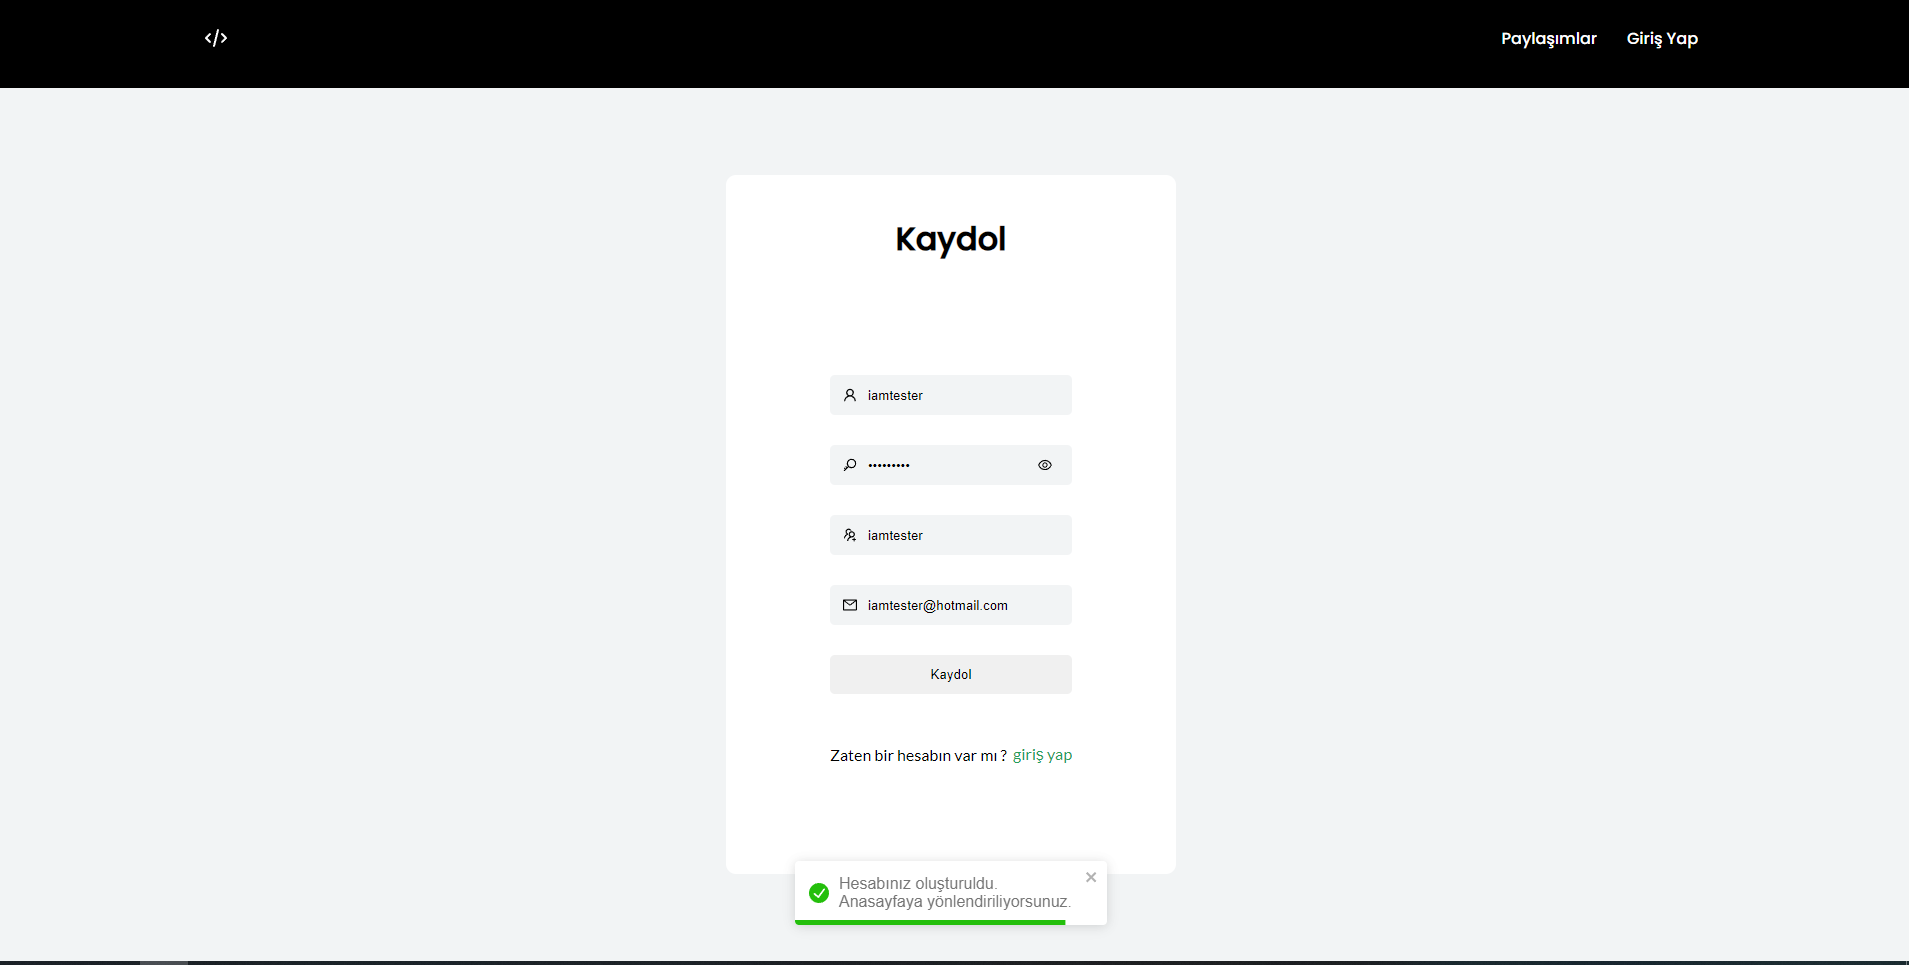 Paylaşımlar Giriş Yap
Kaydol
iamtester
•••••••••
iamtester
iamtester@hotmail.com
Kaydol
Zaten bir hesabın var mı ? giriş yap
Hesabınız oluşturuldu.
Anasayfaya yönlendiriliyorsunuz.